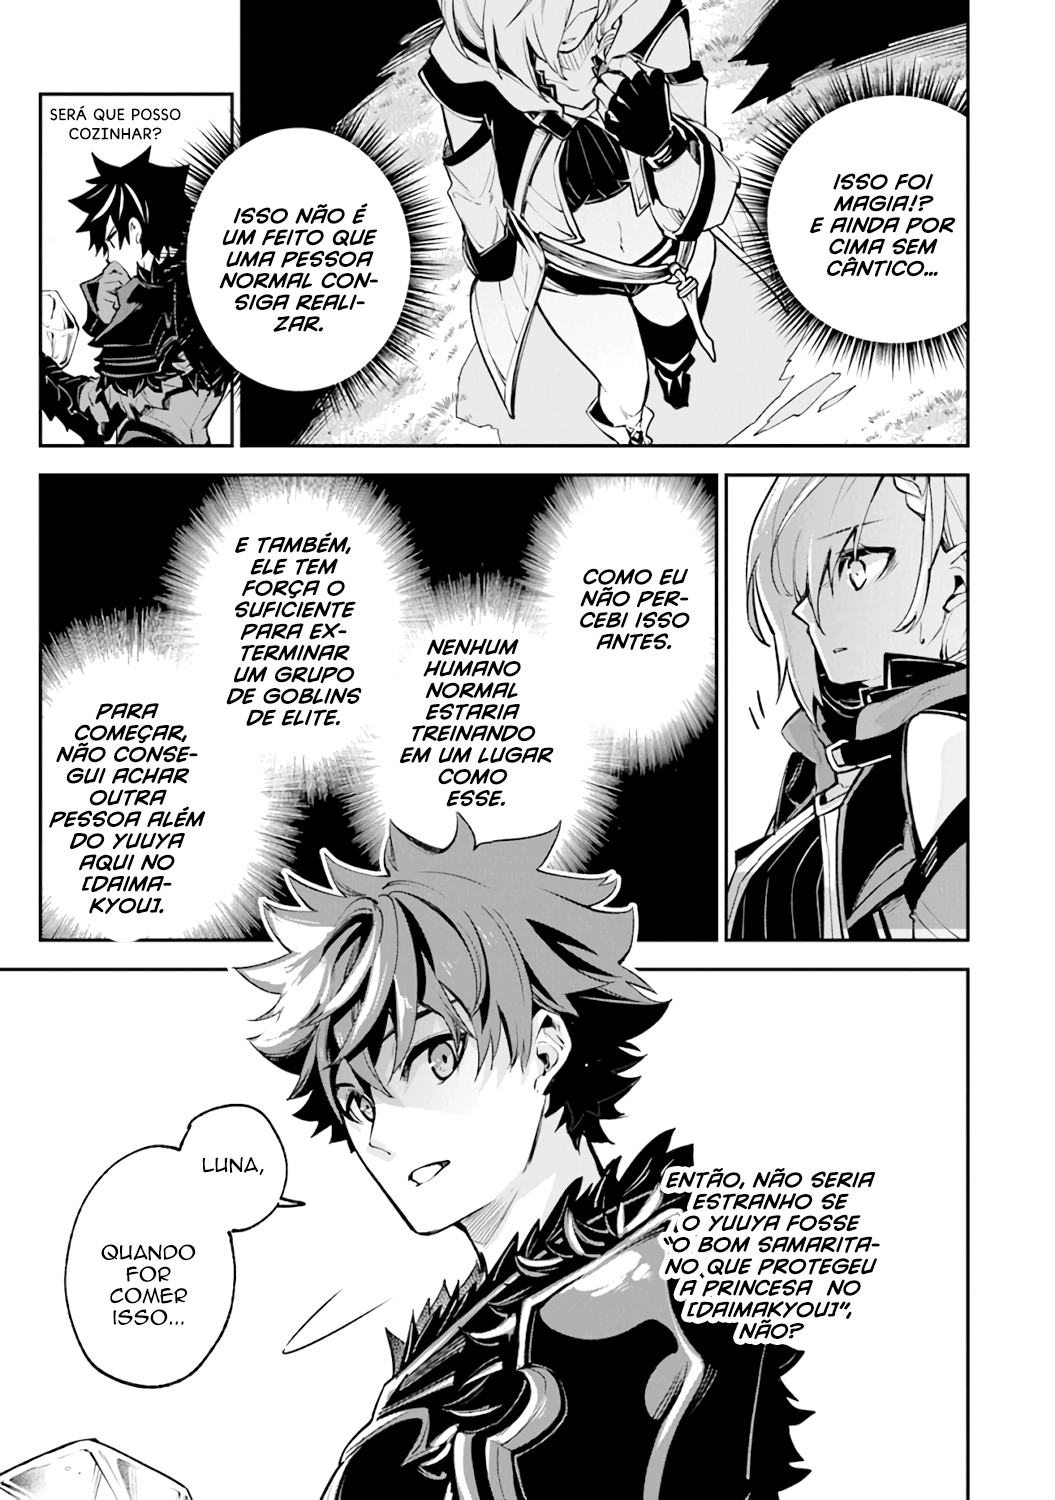 ISSO FOI
MAGIA!?
E AINDA POR
CIMA SEM
CÂNTICO...
ISSO NÃO É
UM FEITO QUE
UMA PESSOA
NORMAL CON-
SIGA REALI-
ZAR.
SERÁ QUE POSSO
COZINHAR?
COMO EU
NÃO PER-
CEBI ISSO
ANTES.
NENHUM
HUMANO
NORMAL
ESTARIA
TREINANDO
EM UM LUGAR
COMO
ESSE.
E TAMBÉM,
ELE TEM
FORÇA O
SUFICIENTE
PARA EX-
TERMINAR
UM GRUPO
DE GOBLINS
DE ELITE.
PARA
COMEÇAR,
NÃO CONSE-
GUI ACHAR
OUTRA
PESSOA ALÉM
DO YUUYA
AQUI NO
[DAIMA-
KYOU].
ENTÃO, NÃO SERIA
ESTRANHO SE
O YUUYA FOSSE
"O BOM SAMARITA-
NO QUE PROTEGEU
A PRINCESA NO
[DAIMAKYOU]",
NÃO?
LUNA,
QUANDO
FOR
COMER
ISSO...